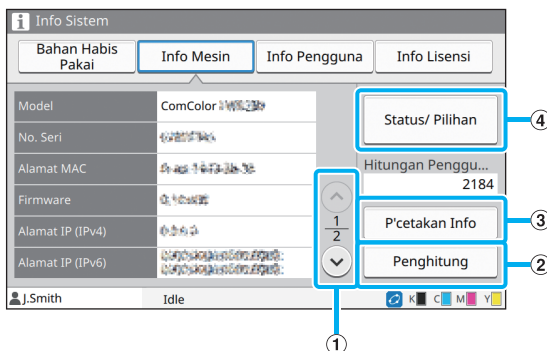 Info Sistem
Bahan Habis
Pakai
Info Mesin
Info Pengguna
Info Lisensi
Model
ComColor
No. Seri
Alamat MAC
Firmware
Alamat IP (IPv4)
Alamat IP (IPv6)
1
2
Status/ Pilihan
4
Hitungan Penggu...
2184
P'cetakan Info
3
Penghitung
2
J.Smith
Idle
K C M Y
1